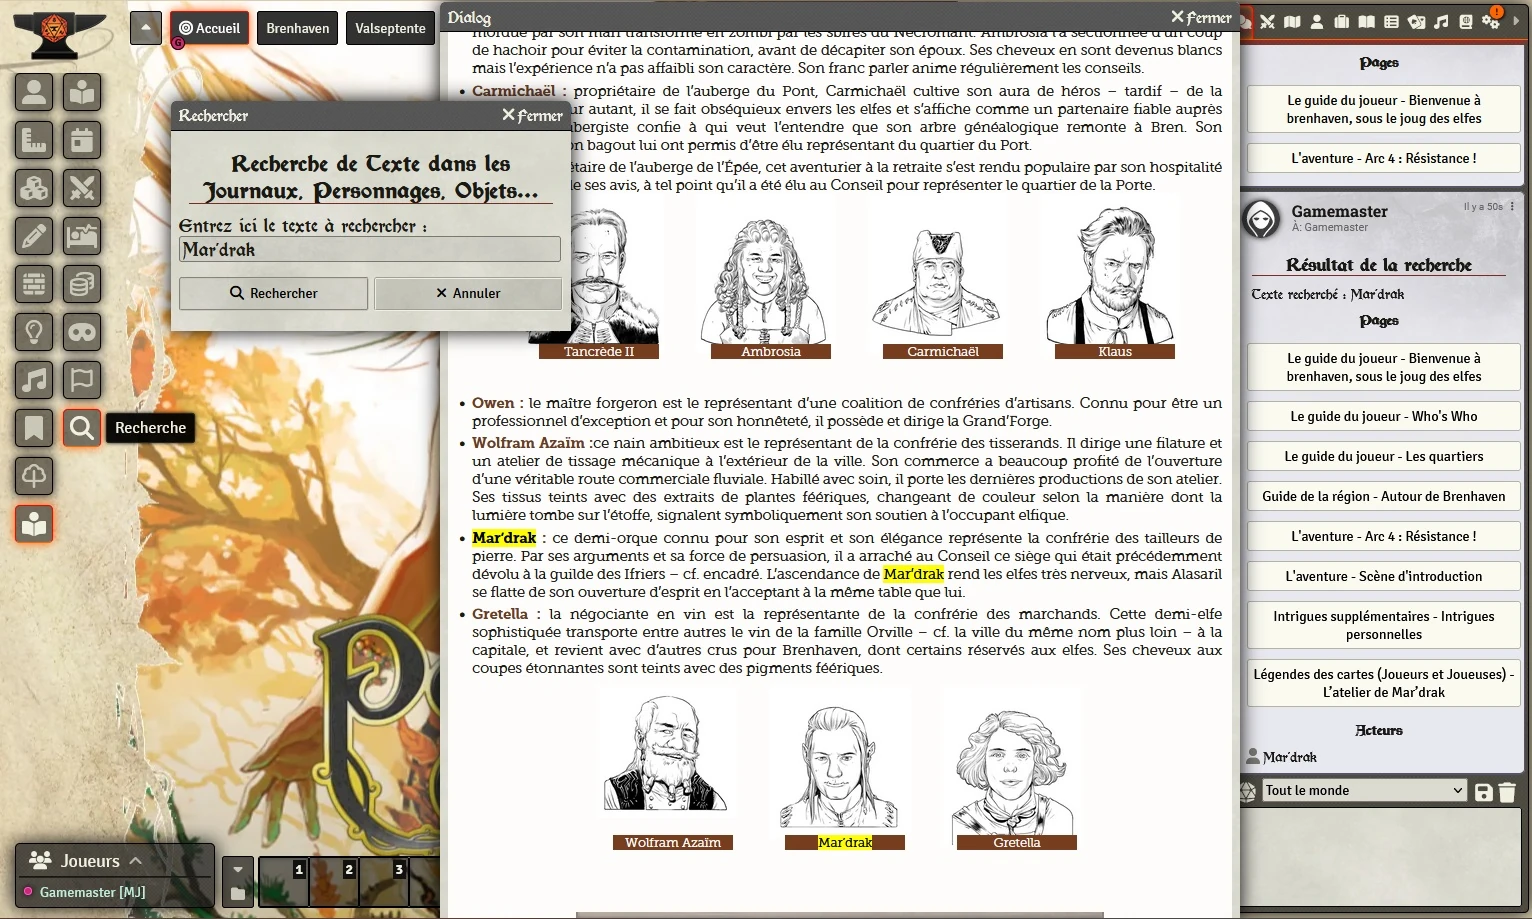 Accueil
Brenhaven
Valseptente
G
Dialog
Fermer
mordue par son mari transformé en zombi par les sbires du Nécromant. Ambrosia l'a sectionnée d'un coup
de hachoir pour éviter la contamination, avant de décapiter son époux. Ses cheveux en sont devenus blancs
mais l'expérience n'a pas affaibli son caractère. Son franc parler anime régulièrement les conseils.
• Carmichaël : propriétaire de l'auberge du Pont, Carmichaël cultive son aura de héros – tardif – de la
autant, il se fait obséquieux envers les elfes et s'affiche comme un partenaire fiable auprès
confie à qui veut l'entendre que son arbre généalogique remonte à Bren. Son
bagout lui ont permis d'être élu représentant du quartier du Port.
de l'auberge de l'Épée, cet aventurier à la retraite s'est rendu populaire par son hospitalité
ses avis, à tel point qu'il a été élu au Conseil pour représenter le quartier de la Porte.
Tancrède II
Ambrosia
Carmichaël
Klaus
• Owen : le maître forgeron est le représentant d'une coalition de confréries d'artisans. Connu pour être un
professionnel d'exception et pour son honnêteté, il possède et dirige la Grand'Forge.
• Wolfram Azaïm :ce nain ambitieux est le représentant de la confrérie des tisserands. Il dirige une filature et
un atelier de tissage mécanique à l'extérieur de la ville. Son commerce a beaucoup profité de l'ouverture
d'une véritable route commerciale fluviale. Habillé avec soin, il porte les dernières productions de son atelier.
Ses tissus teints avec des extraits de plantes féériques, changeant de couleur selon la manière dont la
lumière tombe sur l'étoffe, signalent symboliquement son soutien à l'occupant elfique.
• Mar'drak : ce demi-orque connu pour son esprit et son élégance représente la confrérie des tailleurs de
pierre. Par ses arguments et sa force de persuasion, il a arraché au Conseil ce siège qui était précédemment
dévolu à la guilde des Ifriers – cf. encadré. L'ascendance de Mar'drak rend les elfes très nerveux, mais Alasaril
se flatte de son ouverture d'esprit en l'acceptant à la même table que lui.
• Gretella : la négociante en vin est la représentante de la confrérie des marchands. Cette demi-elfe
sophistiquée transporte entre autres le vin de la famille Orville – cf. la ville du même nom plus loin – à la
capitale, et revient avec d'autres crus pour Brenhaven, dont certains réservés aux elfes. Ses cheveux aux
coupes étonnantes sont teints avec des pigments féériques.
Wolfram Azaïm
Mar'drak
Gretella
Rechercher
Fermer
Recherche de Texte dans les
Journaux, Personnages, Objets...
Entrez ici le texte à rechercher :
Mar'drak
Rechercher
Annuler
Recherche
Joueurs
Gamemaster [MJ]
1
2
3
Pages
Le guide du joueur - Bienvenue à
brenhaven, sous le joug des elfes
L'aventure - Arc 4 : Résistance !
Gamemaster
Il y a 50s
À: Gamemaster
Résultat de la recherche
Texte recherché : Mar'drak
Pages
Le guide du joueur - Bienvenue à
brenhaven, sous le joug des elfes
Le guide du joueur - Who's Who
Le guide du joueur - Les quartiers
Guide de la région - Autour de Brenhaven
L'aventure - Arc 4 : Résistance !
L'aventure - Scène d'introduction
Intrigues supplémentaires - Intrigues
personnelles
Légendes des cartes (Joueurs et Joueuses) -
L'atelier de Mar'drak
Acteurs
Mar'drak
Tout le monde